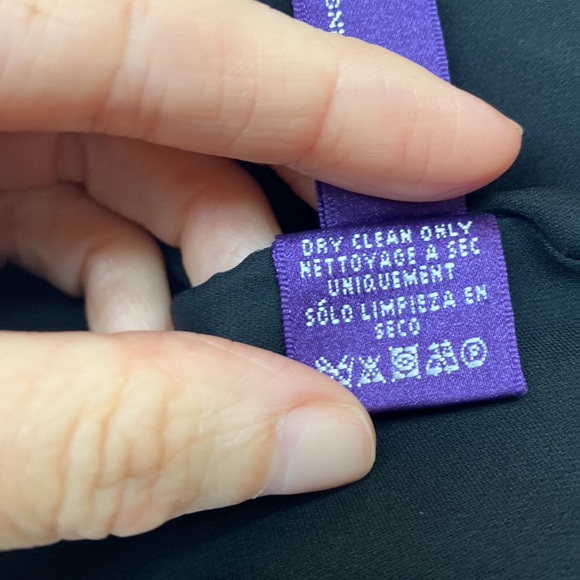 DRY CLEAN ONLY
NETTOYAGE A SEC
UNIQUEMENT
SÓLO LIMPIEZA EN
SECO
P